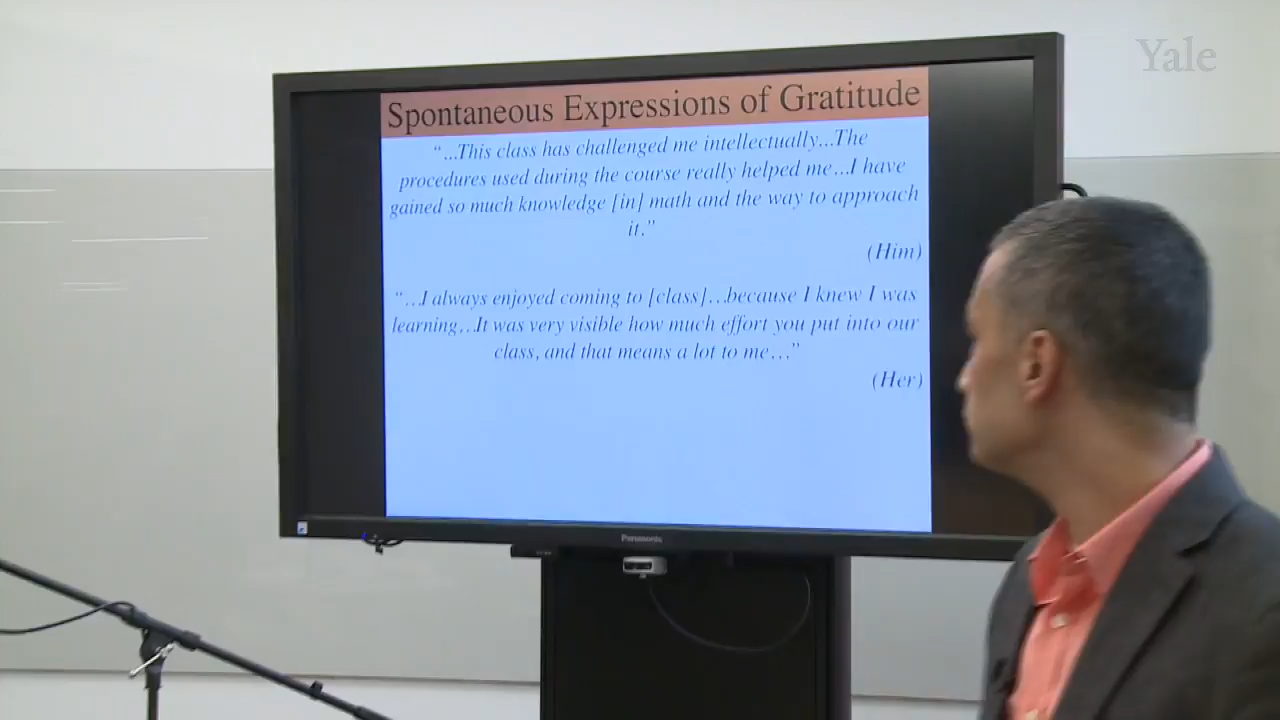 Yale
Spontaneous Expressions of Gratitude
“…This class has challenged me intellectually…The
procedures used during the course really helped me…I have
gained so much knowledge [in] math and the way to approach
it.”
(Him)
“…I always enjoyed coming to [class]…because I knew I was
learning…It was very visible how much effort you put into our
class, and that means a lot to me…”
(Her)
Panasonic